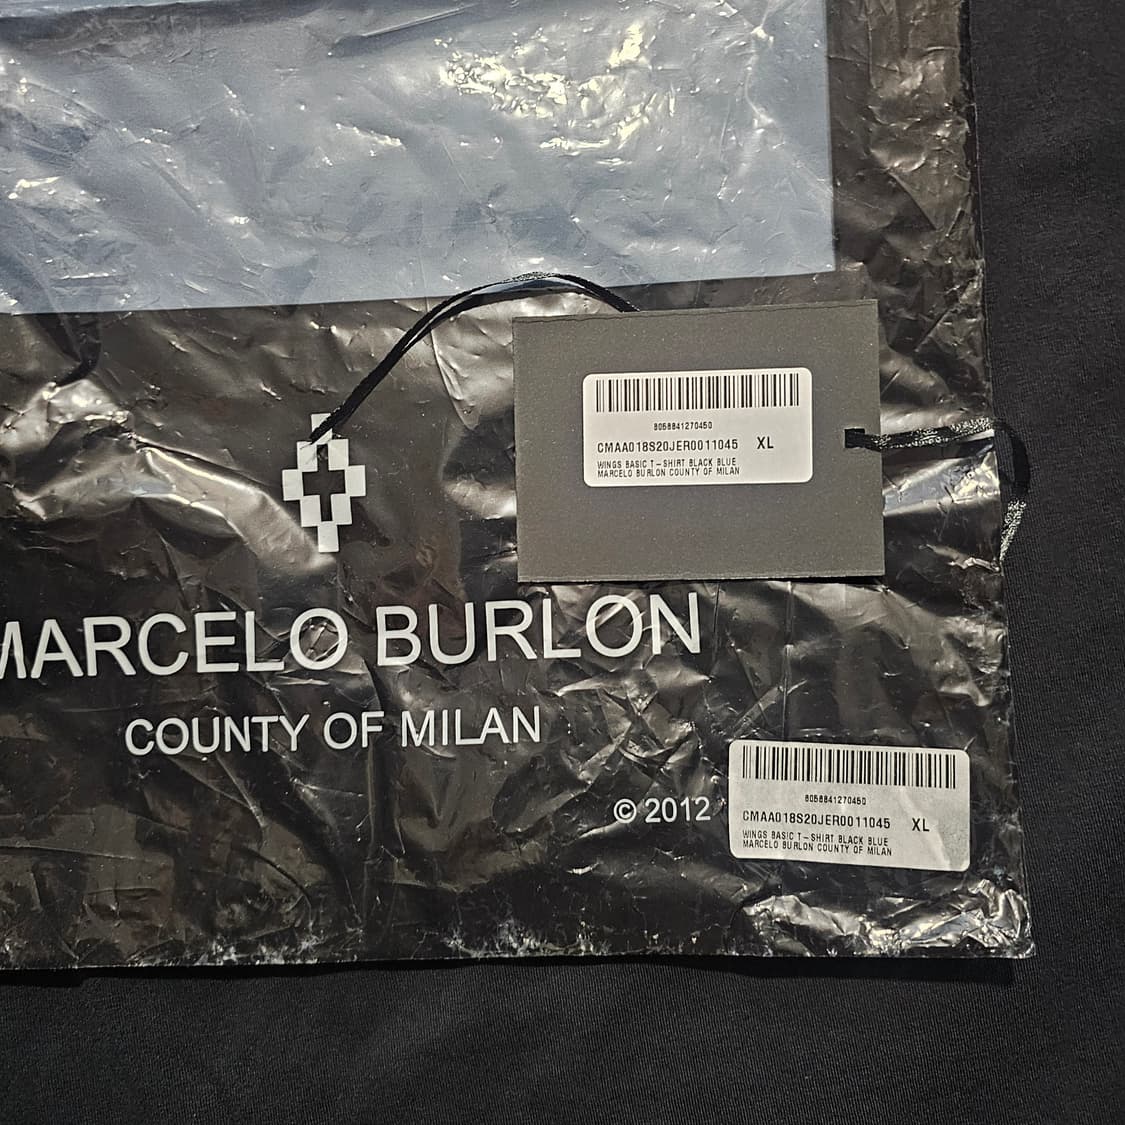 8058841270450
CMAA018S20JER0011045 XL
WINGS BASIC T-SHIRT BLACK BLUE
MARCELO BURLON COUNTY OF MILAN
MARCELO BURLON
COUNTY OF MILAN
© 2012
8058841270450
CMAA018S20JER0011045 XL
WINGS BASIC T-SHIRT BLACK BLUE
MARCELO BURLON COUNTY OF MILAN